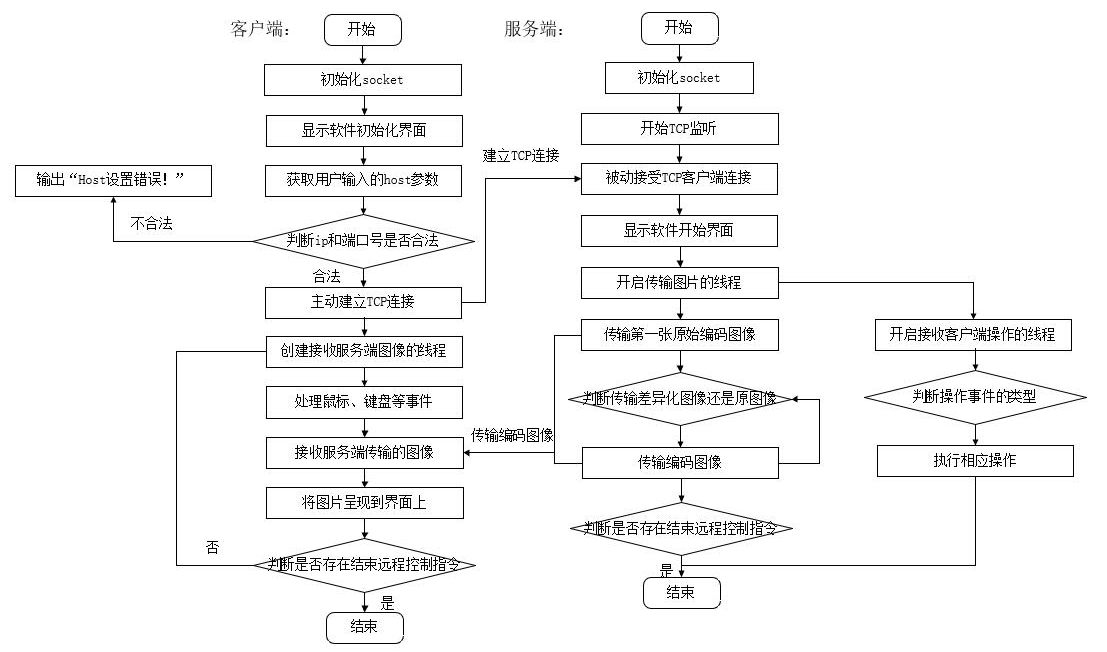 客户端：
开始
初始化socket
显示软件初始化界面
获取用户输入的host参数
输出“Host设置错误！”
不合法
判断ip和端口号是否合法
合法
主动建立TCP连接
创建接收服务端图像的线程
处理鼠标、键盘等事件
接收服务端传输的图像
将图片呈现到界面上
否
判断是否存在结束远程控制指令
是
结束
建立TCP连接
传输编码图像
服务端：
开始
初始化socket
开始TCP监听
被动接受TCP客户端连接
显示软件开始界面
开启传输图片的线程
传输第一张原始编码图像
判断传输差异化图像还是原图像
传输编码图像
判断是否存在结束远程控制指令
是
结束
开启接收客户端操作的线程
判断操作事件的类型
执行相应操作